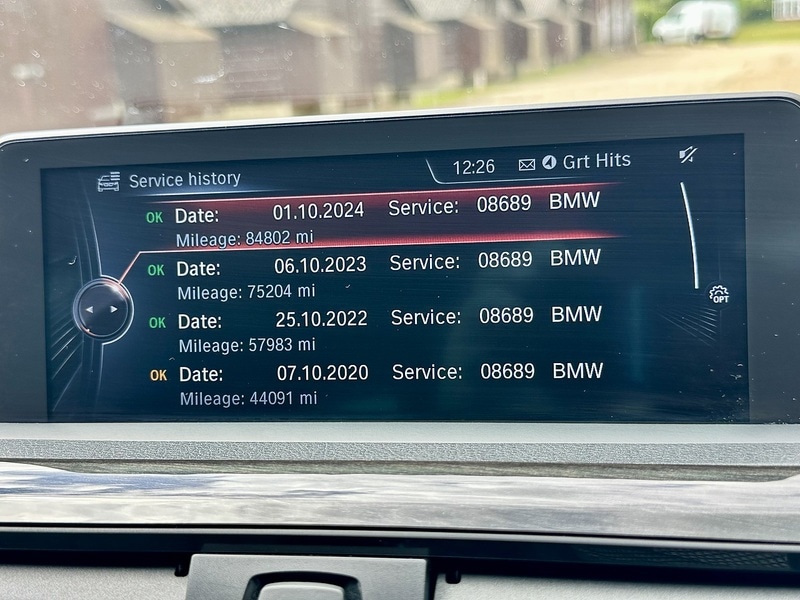 Service history 12:26 Grt Hits
OK Date: 01.10.2024 Service: 08689 BMW
Mileage: 84802 mi
OK Date: 06.10.2023 Service: 08689 BMW
Mileage: 75204 mi
OPT
OK Date: 25.10.2022 Service: 08689 BMW
Mileage: 57983 mi
OK Date: 07.10.2020 Service: 08689 BMW
Mileage: 44091 mi